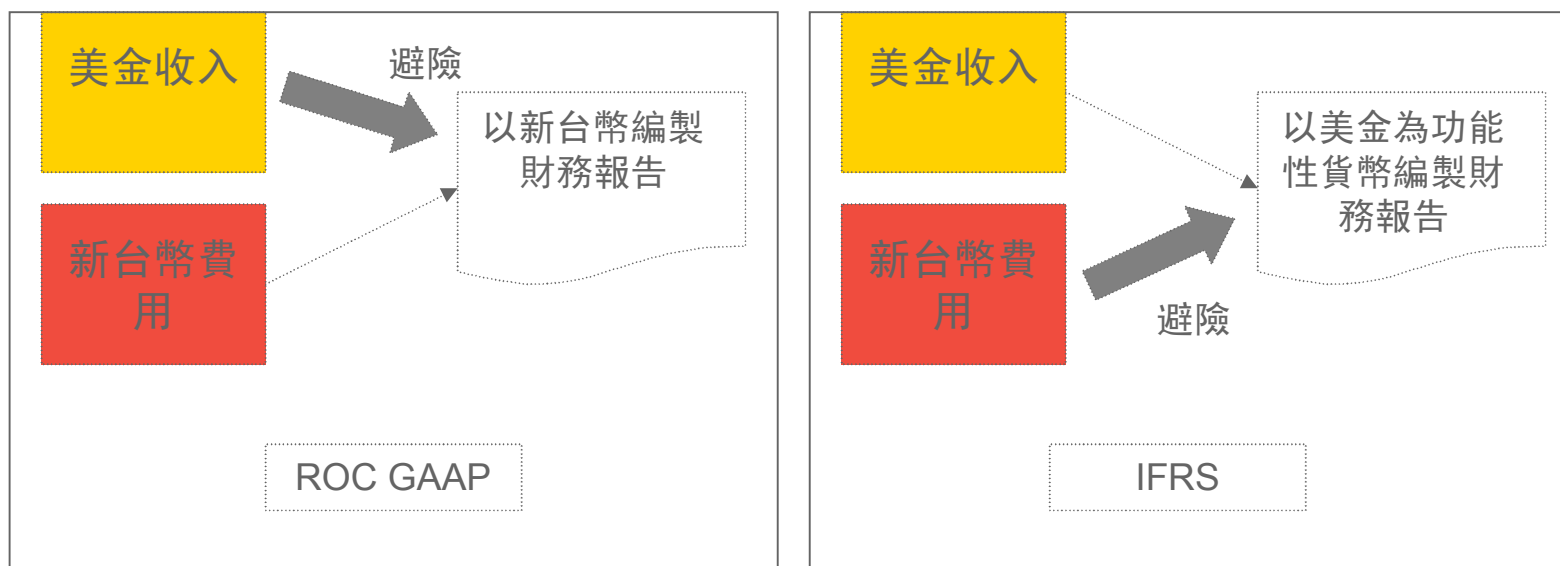 美金收入
避險
以新台幣編製
財務報告
新台幣費
用
ROC GAAP
美金收入
以美金為功能
性貨幣編製財
務報告
新台幣費
用
避險
IFRS